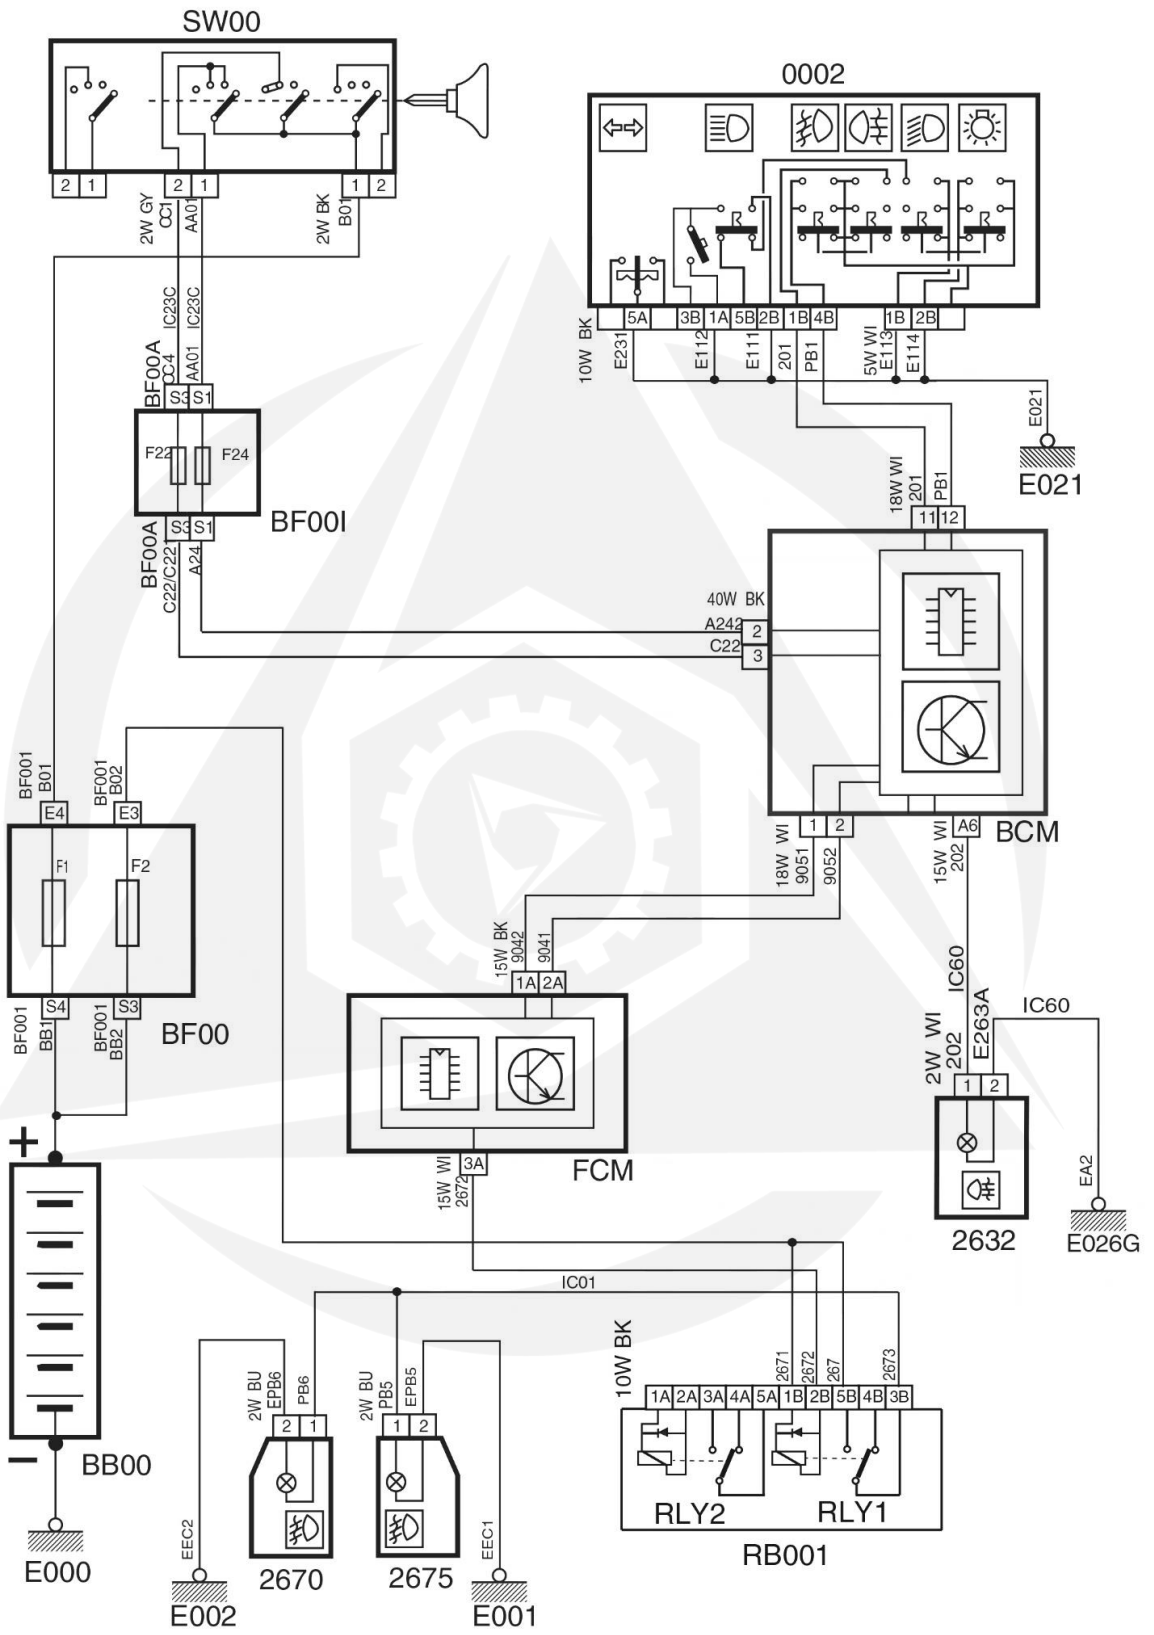 SW00
0002
2 1 2 1 1 2
2W GY
CC1
AA01
2W BK
B01
5A 3B 1A 5B 2B 1B 4B 1B 2B
10W BK
E231
E112
E111
201
PB1
5W WI
E113
E114
IC23C
IC23C
BF00A
CC4
AA01
S3 S1
F22
F24
BF00I
S3 S1
BF00A
C22/C221
A24
E021
E021
18W WI
201
PB1
11 12
40W BK
A242
2
C22
3
BCM
BF001
B01
BF001
B02
E4 E3
F1 F2
S4 S3
BF001
BB1
BF001
BB2
BF00
1 2 A6
18W WI
9051
9052
15W WI
202
15W BK
9042
9041
1A 2A
FCM
3A
15W WI
2672
IC60
IC60
2W WI
202
E263A
1 2
2632
EA2
E026G
+
–
BB00
E000
IC01
2W BU
EPB6
PB6
2 1
2W BU
PB5
EPB5
1 2
2670
2675
EEC2
EEC1
E002
E001
10W BK
2671
2672
267
2673
1A 2A 3A 4A 5A 1B 2B 5B 4B 3B
RLY2
RLY1
RB001